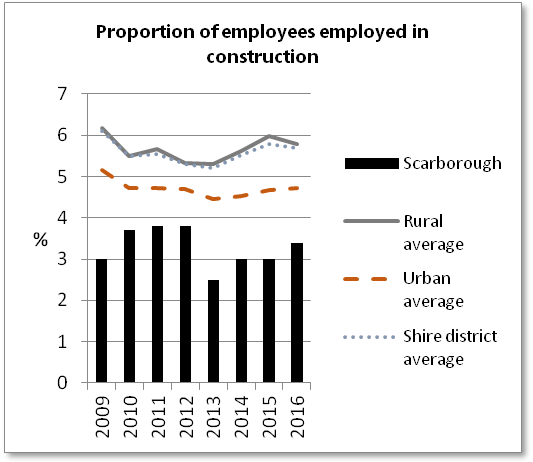 Proportion of employees employed in
construction
7
6
5
4
3
2
1
0
%
2009
2010
2011
2012
2013
2014
2015
2016
Scarborough
Rural
average
Urban
average
Shire district
average